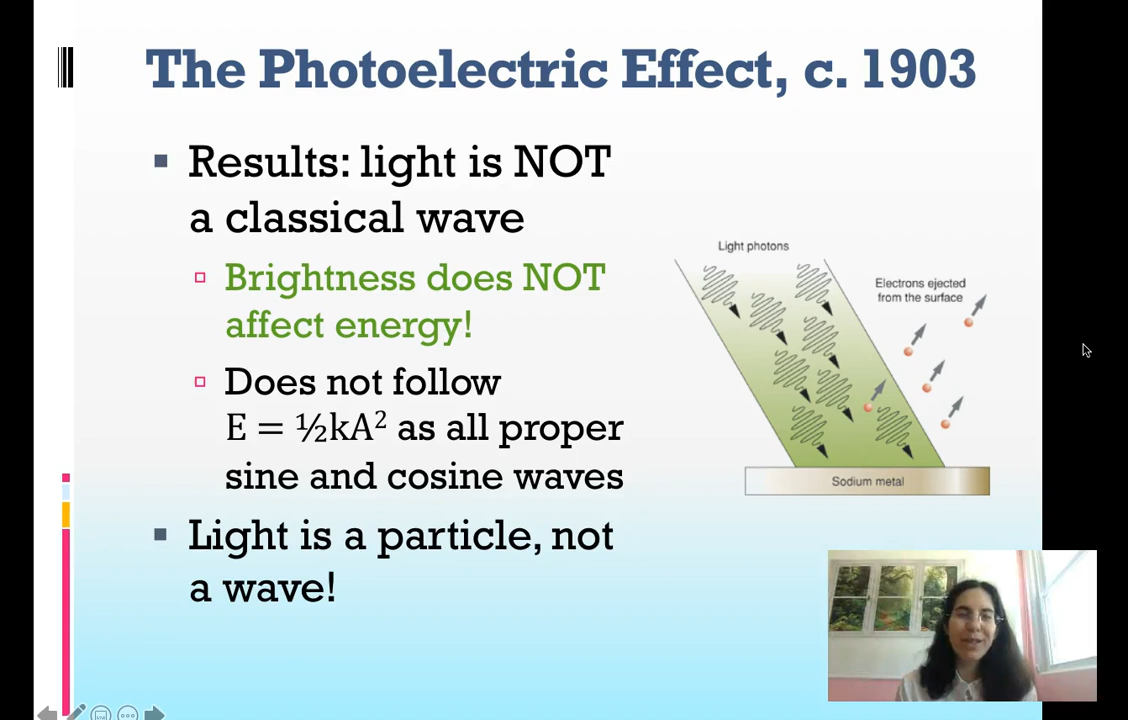 The Photoelectric Effect, c. 1903
Results: light is NOT
a classical wave
Brightness does NOT
affect energy!
Does not follow
E = ½kA² as all proper
sine and cosine waves
Light is a particle, not
a wave!
Light photons
Electrons ejected
from the surface
Sodium metal